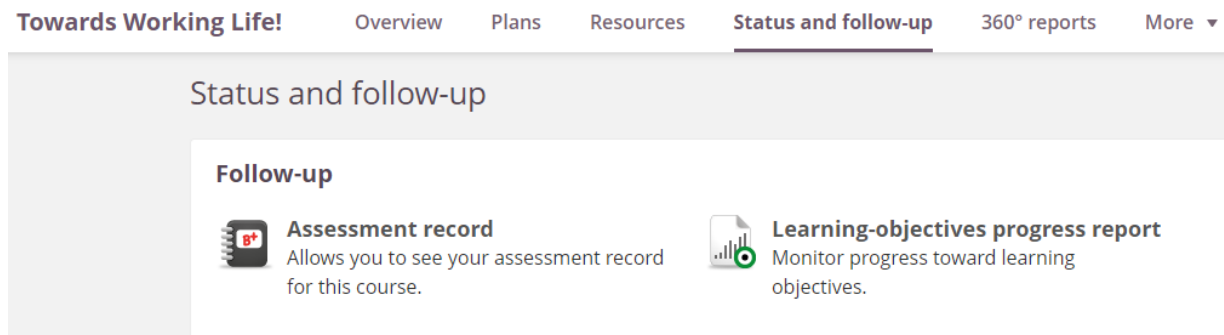 Towards Working Life! Overview Plans Resources Status and follow-up 360° reports More
Status and follow-up
Follow-up
Assessment record
Allows you to see your assessment record
for this course.
B+
Learning-objectives progress report
Monitor progress toward learning
objectives.